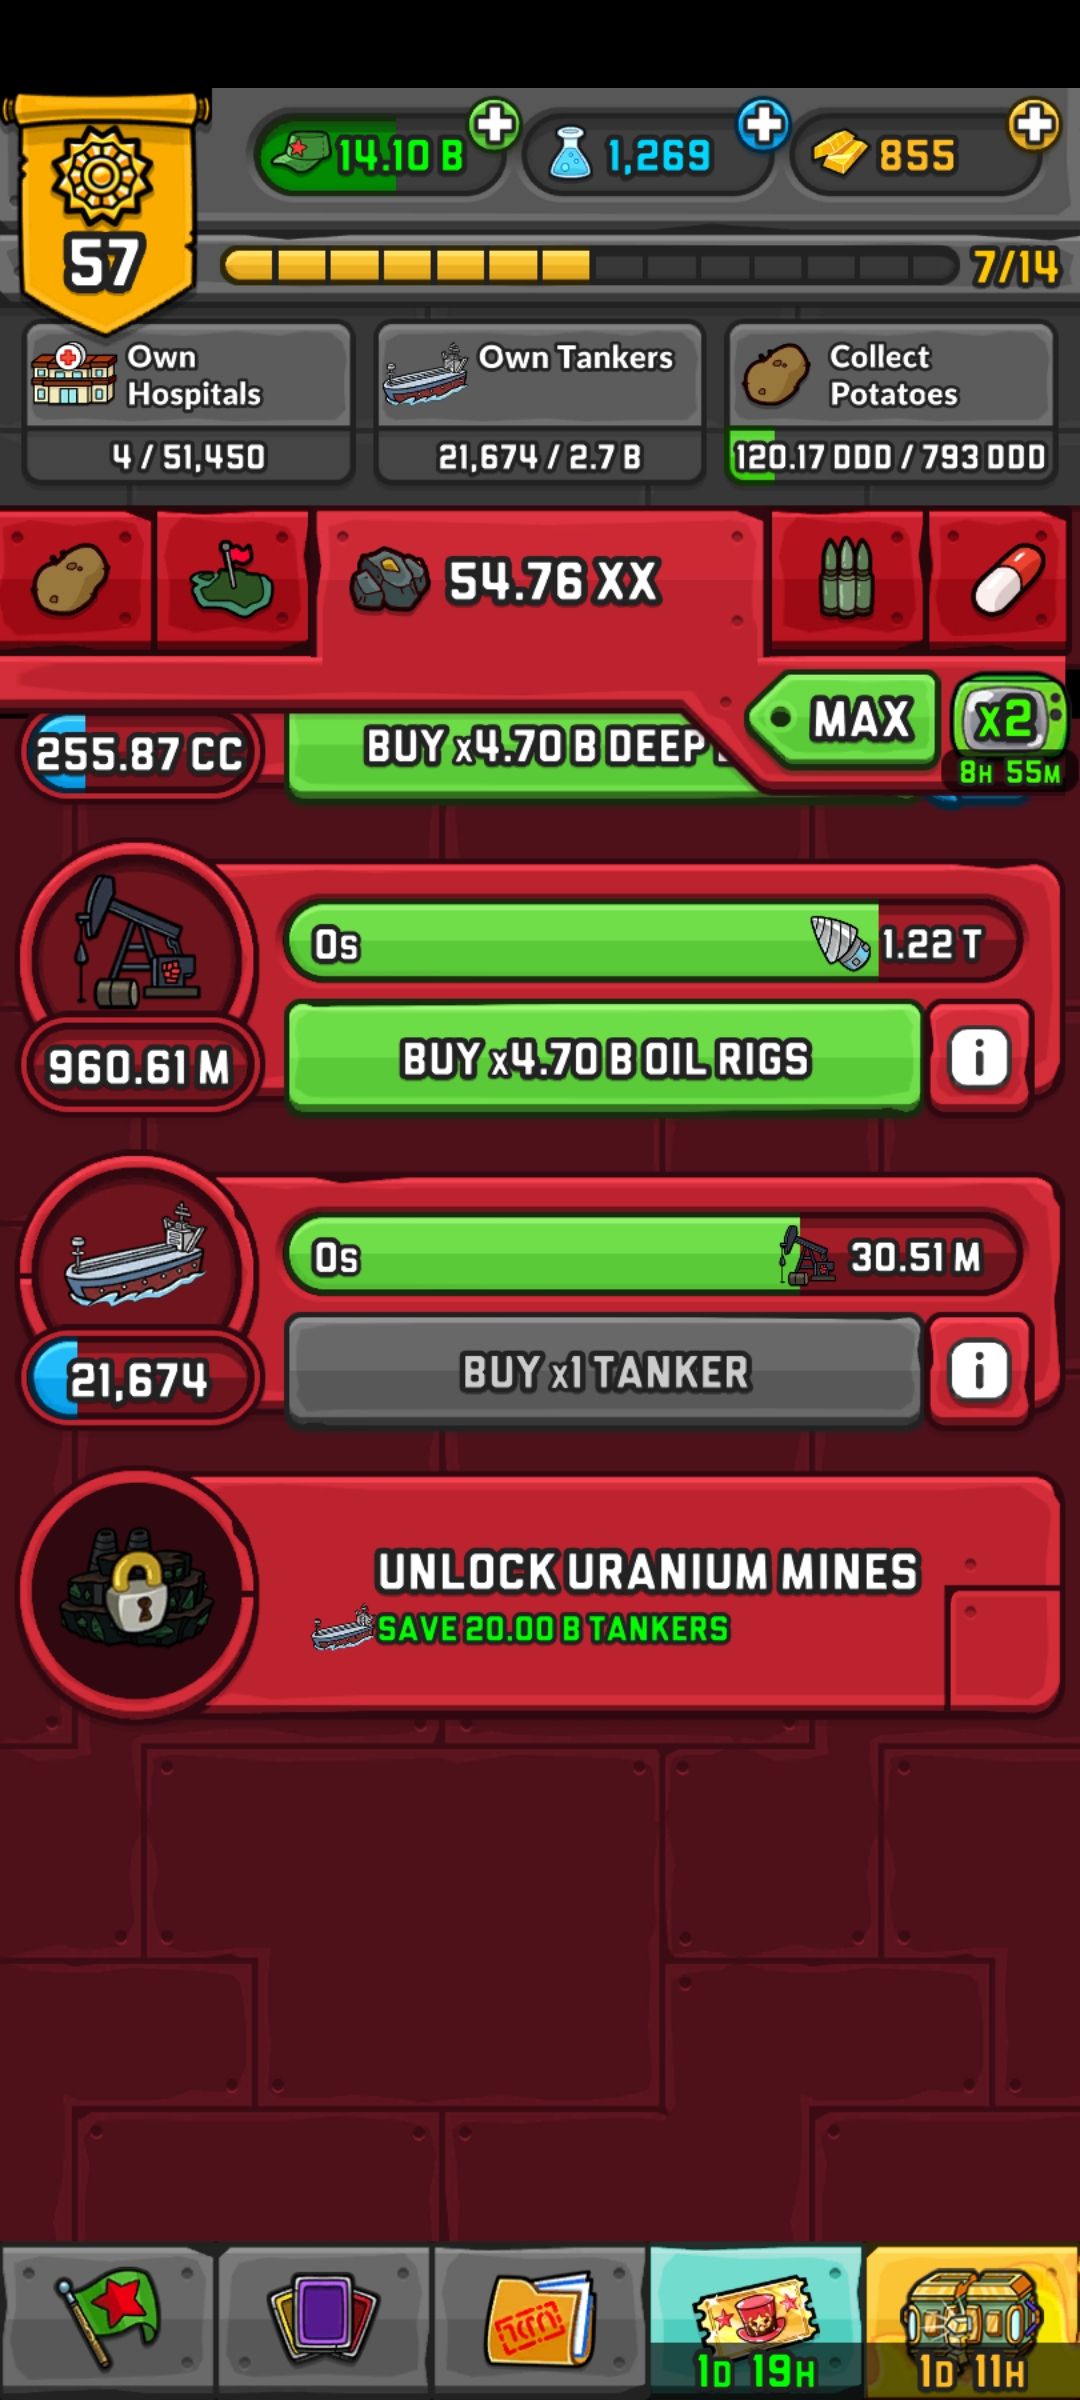 14.10 B
1,269
855
57
7/14
Own
Hospitals
4 / 51,450
Own Tankers
21,674 / 2.7 B
Collect
Potatoes
120.17 DDD / 793 DDD
54.76 XX
MAX
x2
8H 55M
255.87 CC
BUY x4.70 B DEEP
0s
1.22 T
960.61 M
BUY x4.70 B OIL RIGS
i
0s
30.51 M
21,674
BUY x1 TANKER
i
UNLOCK URANIUM MINES
SAVE 20.00 B TANKERS
1D 19H
1D 11H